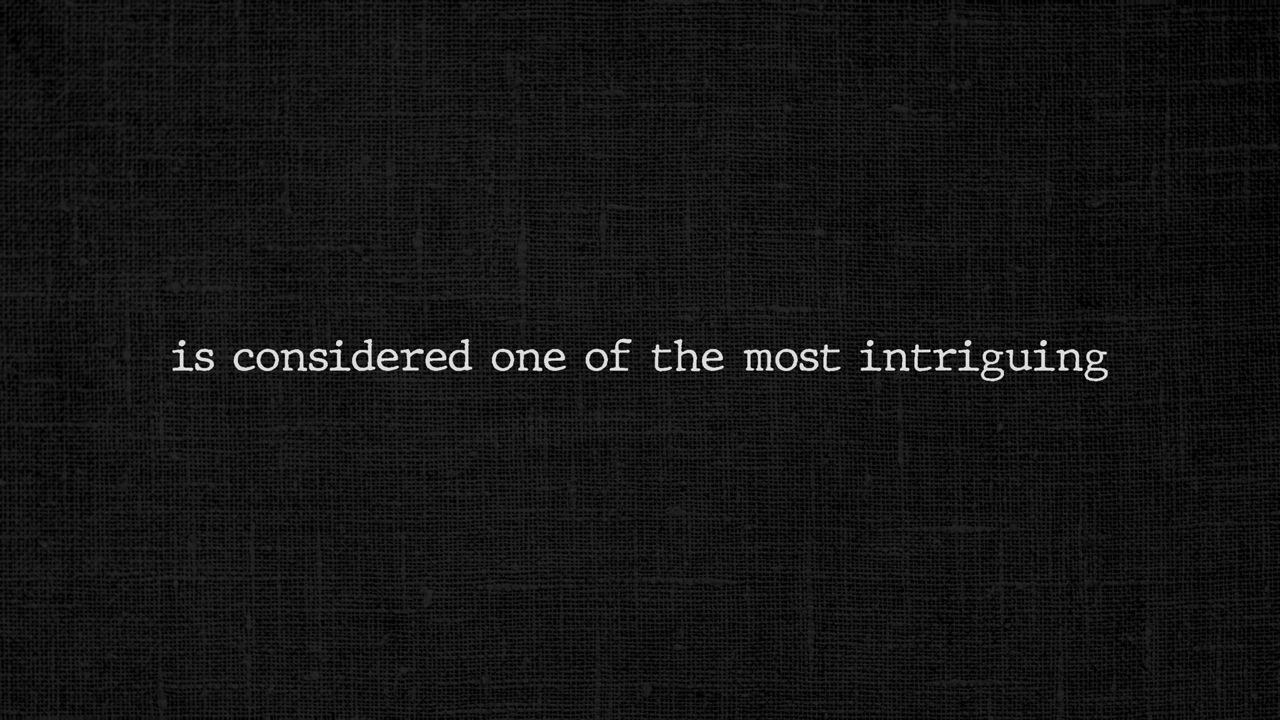 is considered one of the most intriguing